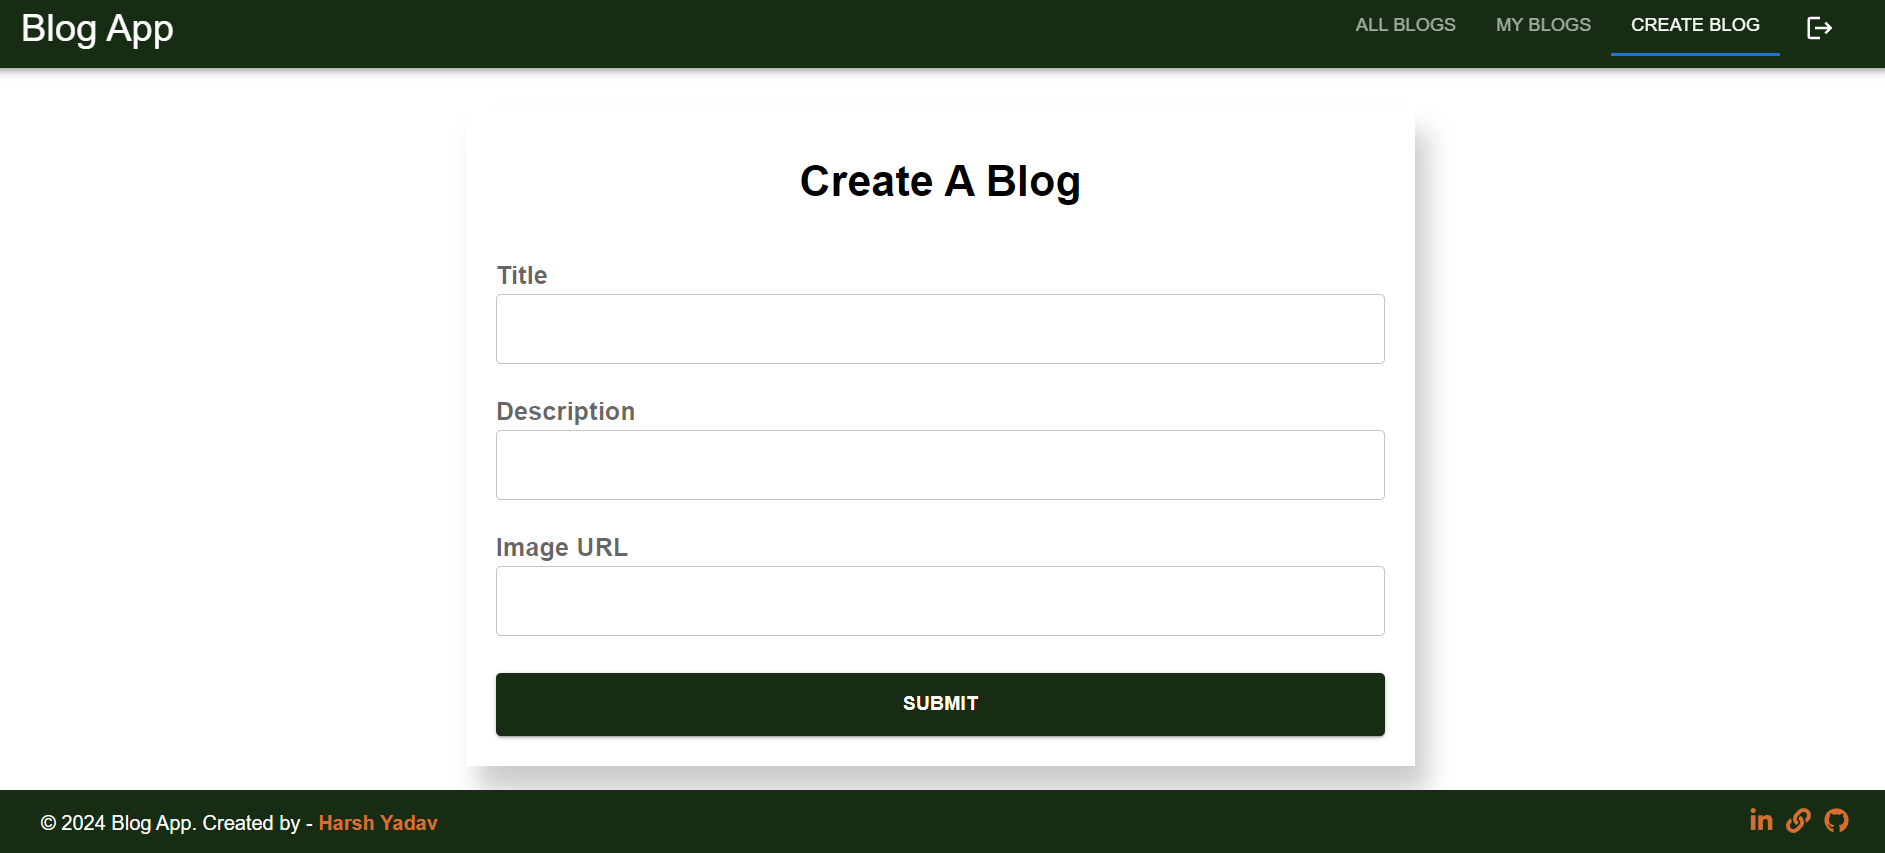 Blog App
ALL BLOGS
MY BLOGS
CREATE BLOG
Create A Blog
Title
Description
Image URL
SUBMIT
© 2024 Blog App. Created by - Harsh Yadav
in